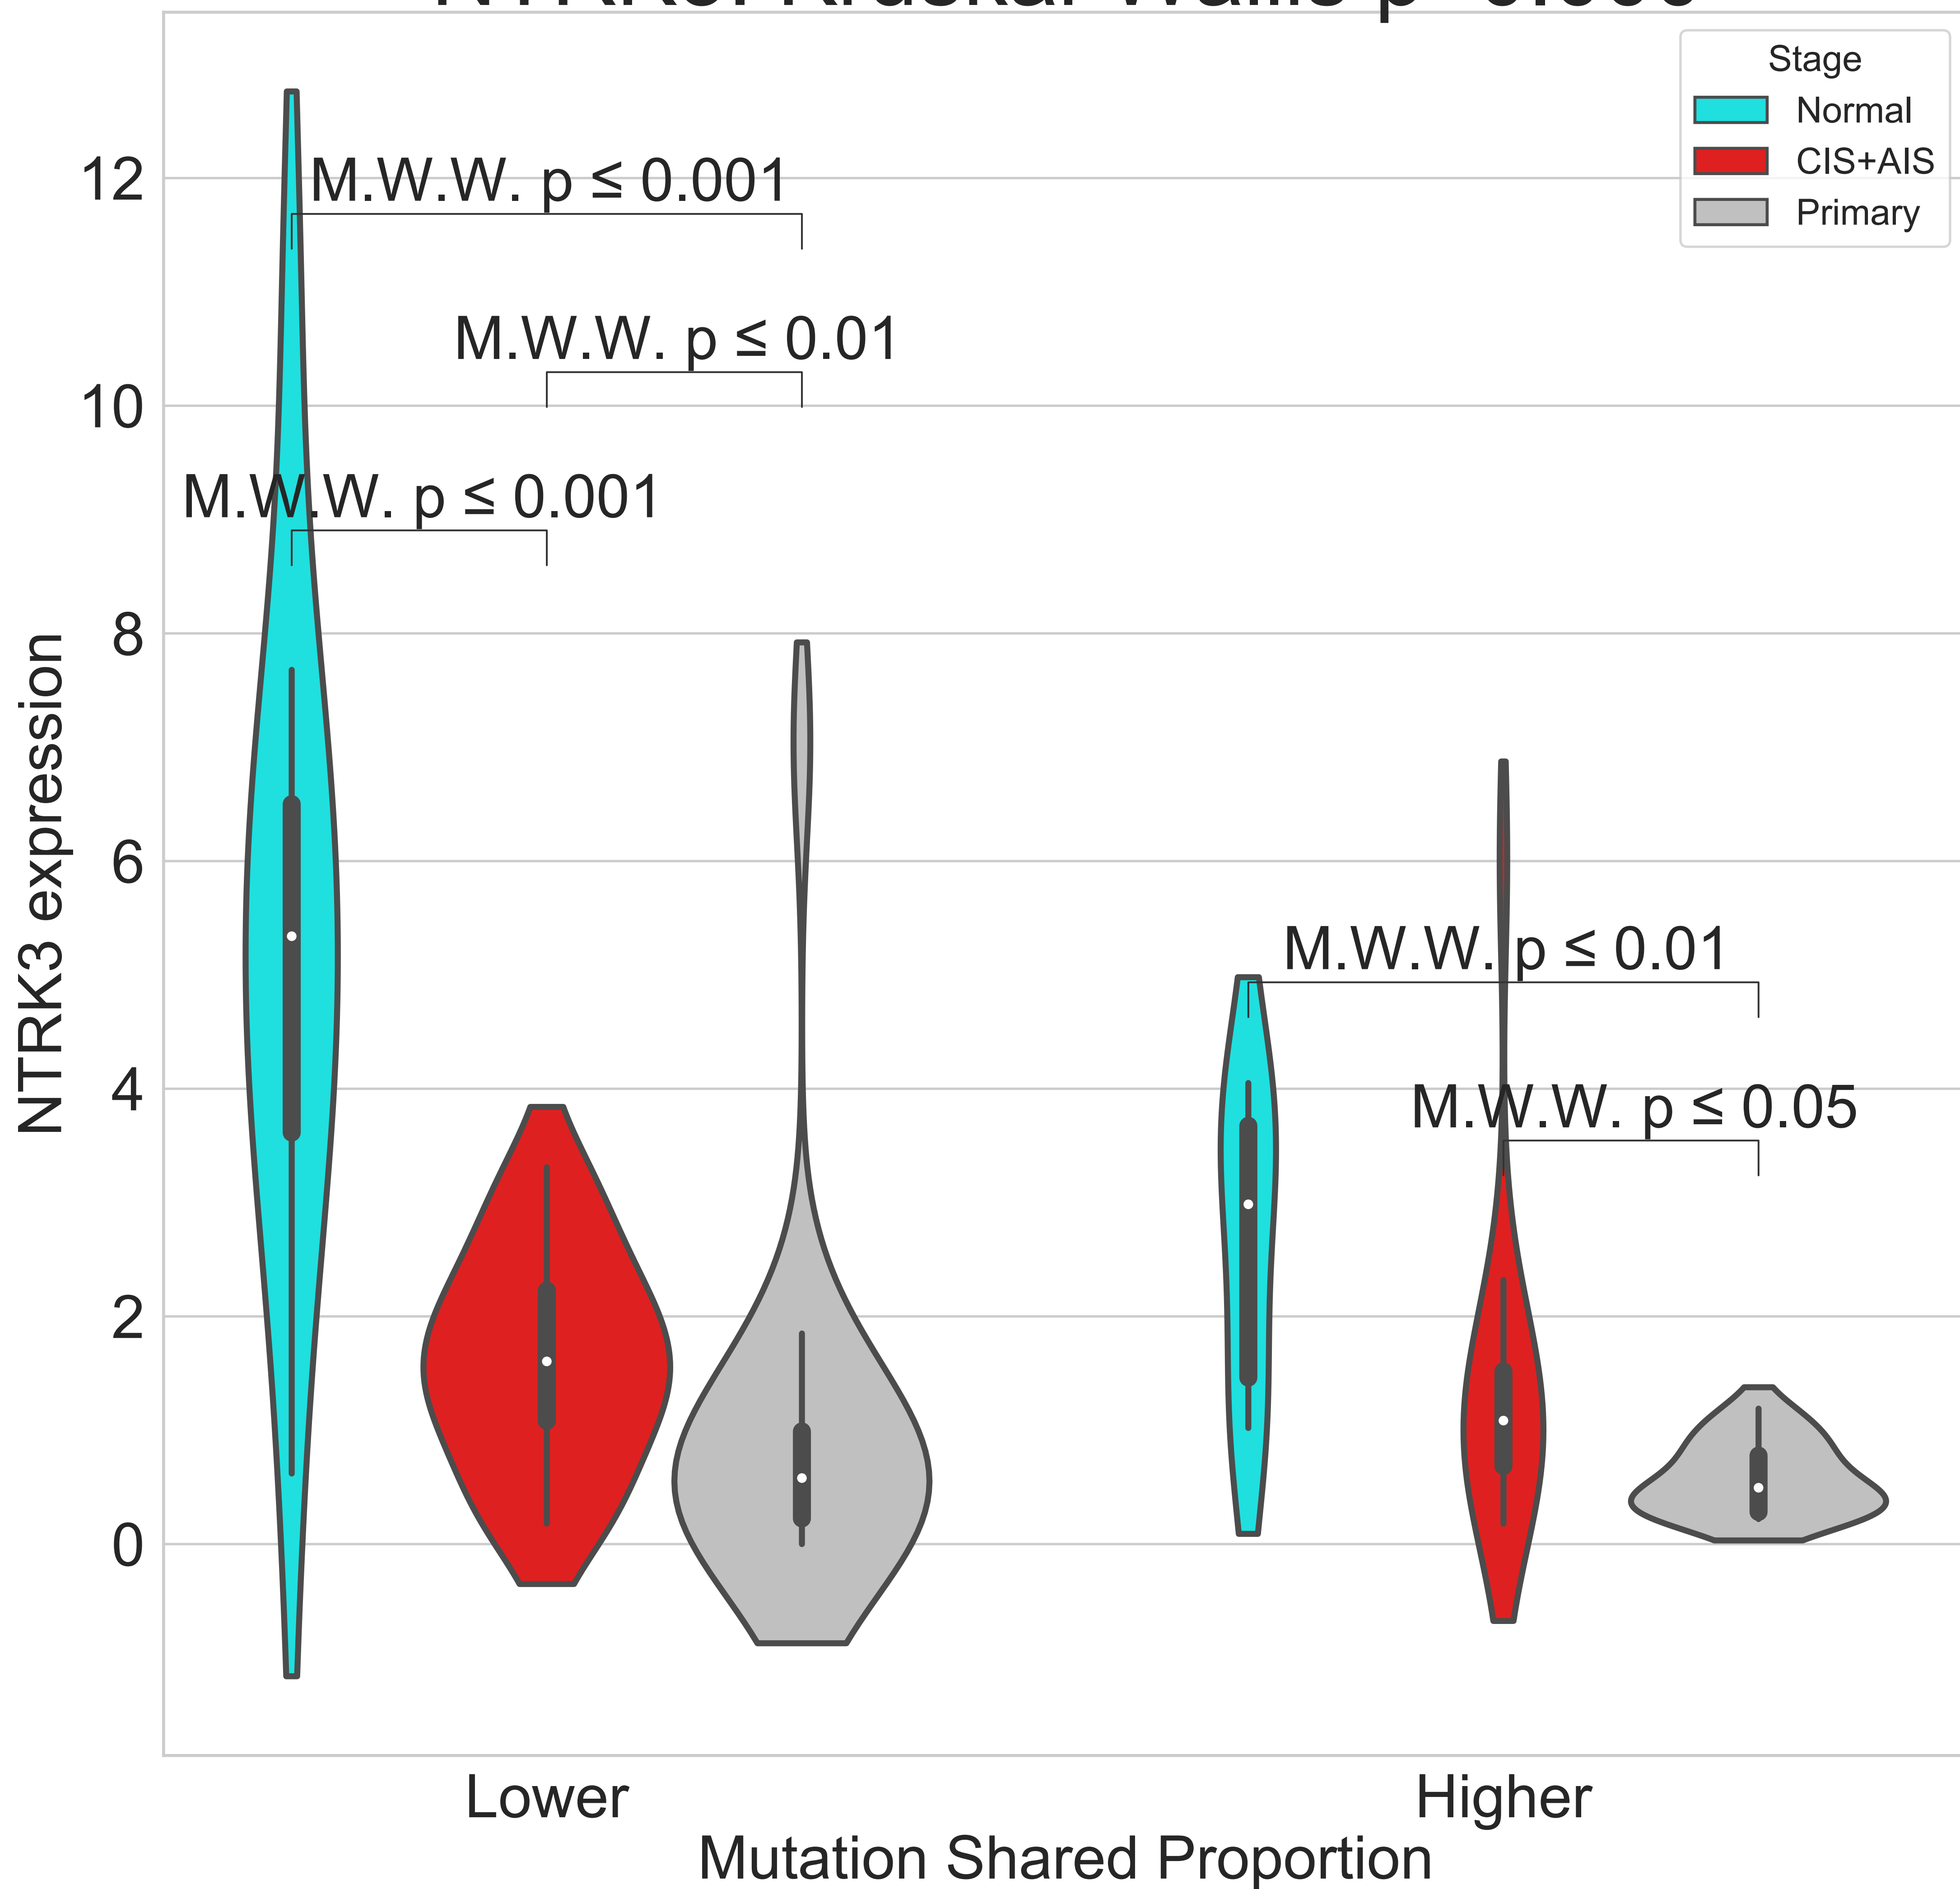 Stage
Normal
CIS+AIS
Primary
12
10
8
6
4
2
0
NTRK3 expression
M.W.W. p ≤ 0.001
M.W.W. p ≤ 0.01
M.W.W. p ≤ 0.001
M.W.W. p ≤ 0.01
M.W.W. p ≤ 0.05
Lower
Higher
Mutation Shared Proportion